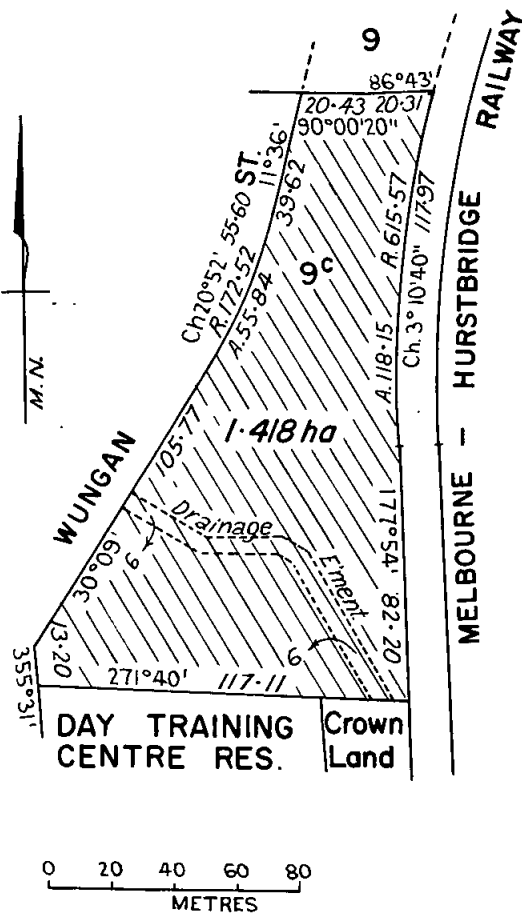 9
86°43'
20·43 20·31
90°00'20"
RAILWAY
HURSTBRIDGE
–
MELBOURNE
WUNGAN
ST.
11°36'
39·62
Ch 20°52' 55·60
R.172·52
A.55·84
9ᶜ
R.615·57
Ch. 3°10'40" 117·97
A.118·15
1·418 ha
105·77
30°09'
Drainage
E'ment
6
6
177°54' 82·20
13·20
355°31'
271°40' 117·11
DAY TRAINING
CENTRE RES.
Crown
Land
0 20 40 60 80
METRES